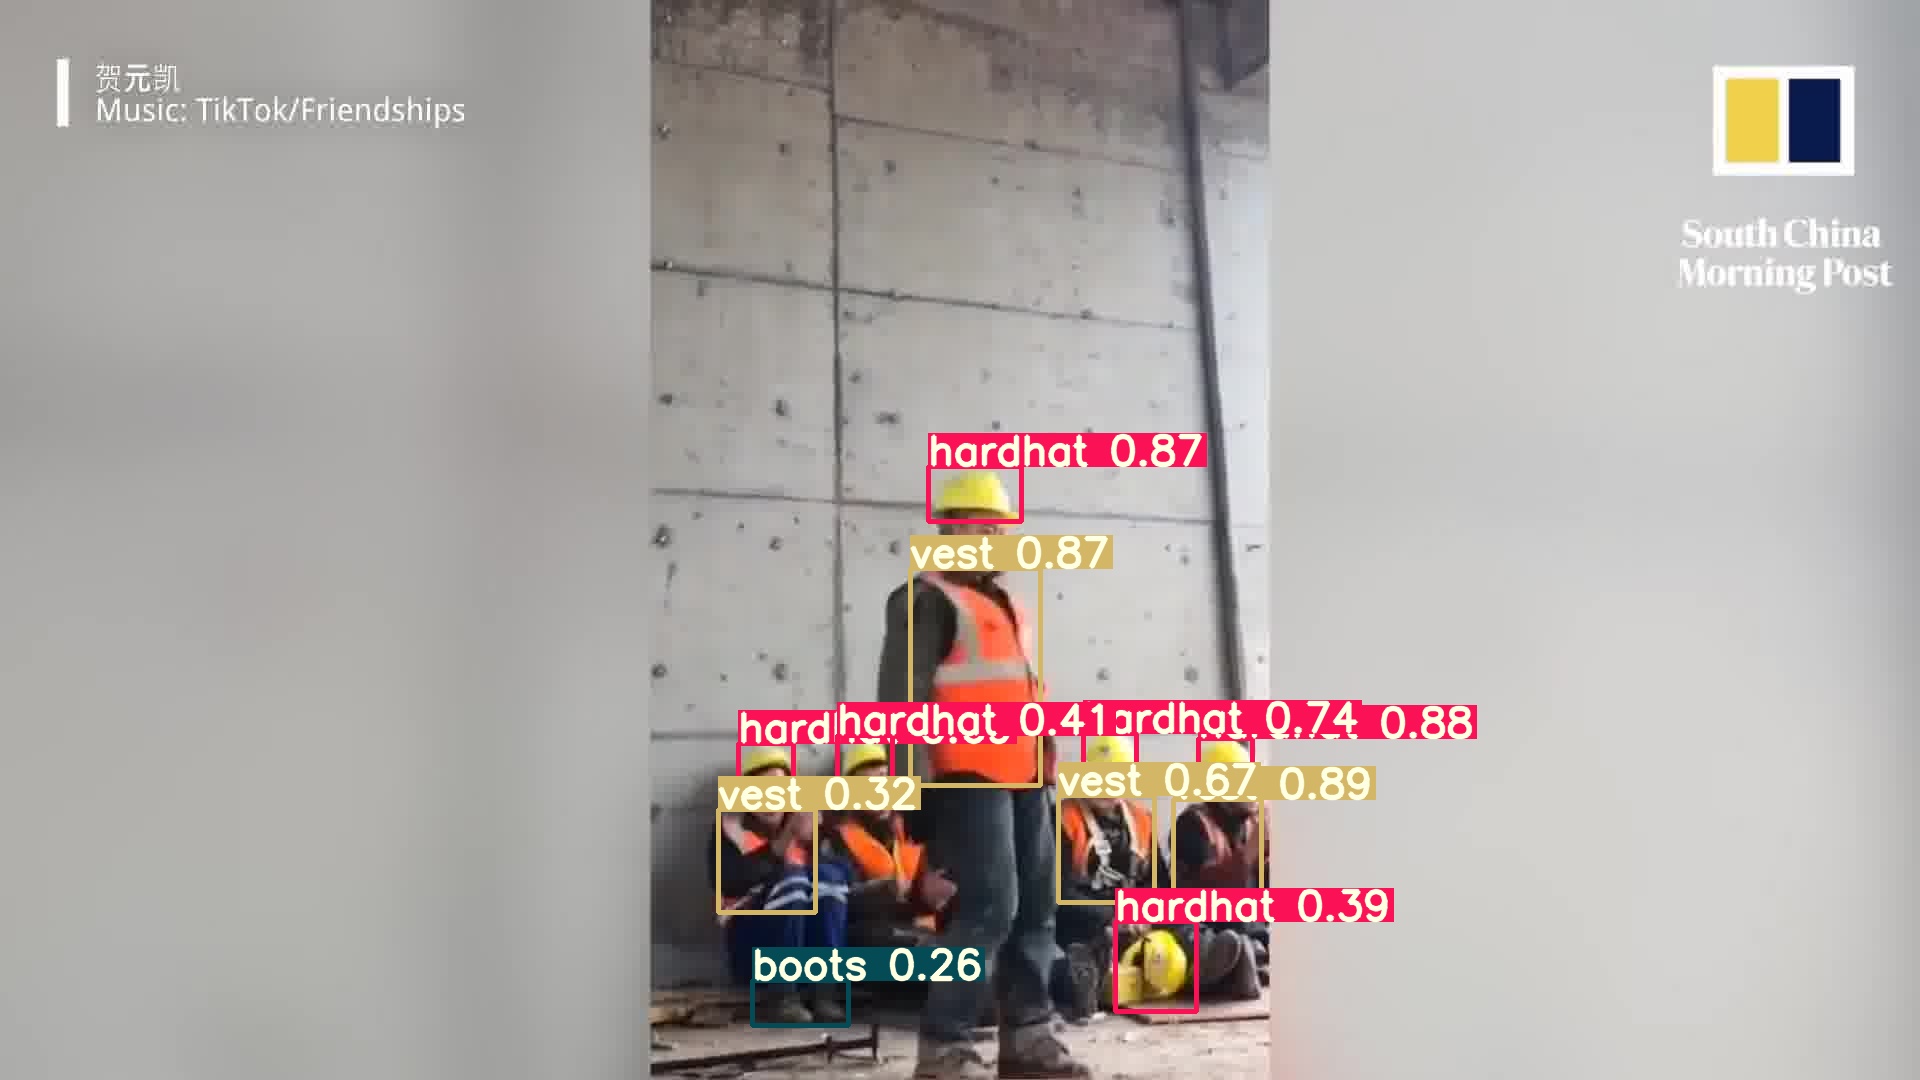 贺元凯
Music: TikTok/Friendships
South China
Morning Post
hardhat 0.87
vest 0.87
hardhat 0.41
ardhat 0.74
0.88
hard
vest 0.32
vest 0.67
0.89
hardhat 0.39
boots 0.26